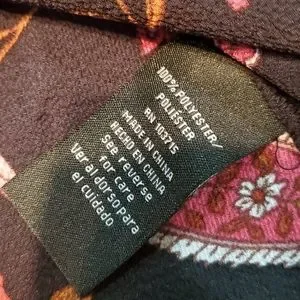 100% POLYESTER/
POLIÉSTER
RN 103715
MADE IN CHINA
HECHO EN CHINA
See reverse
for care
Ver al dorso para
el cuidado